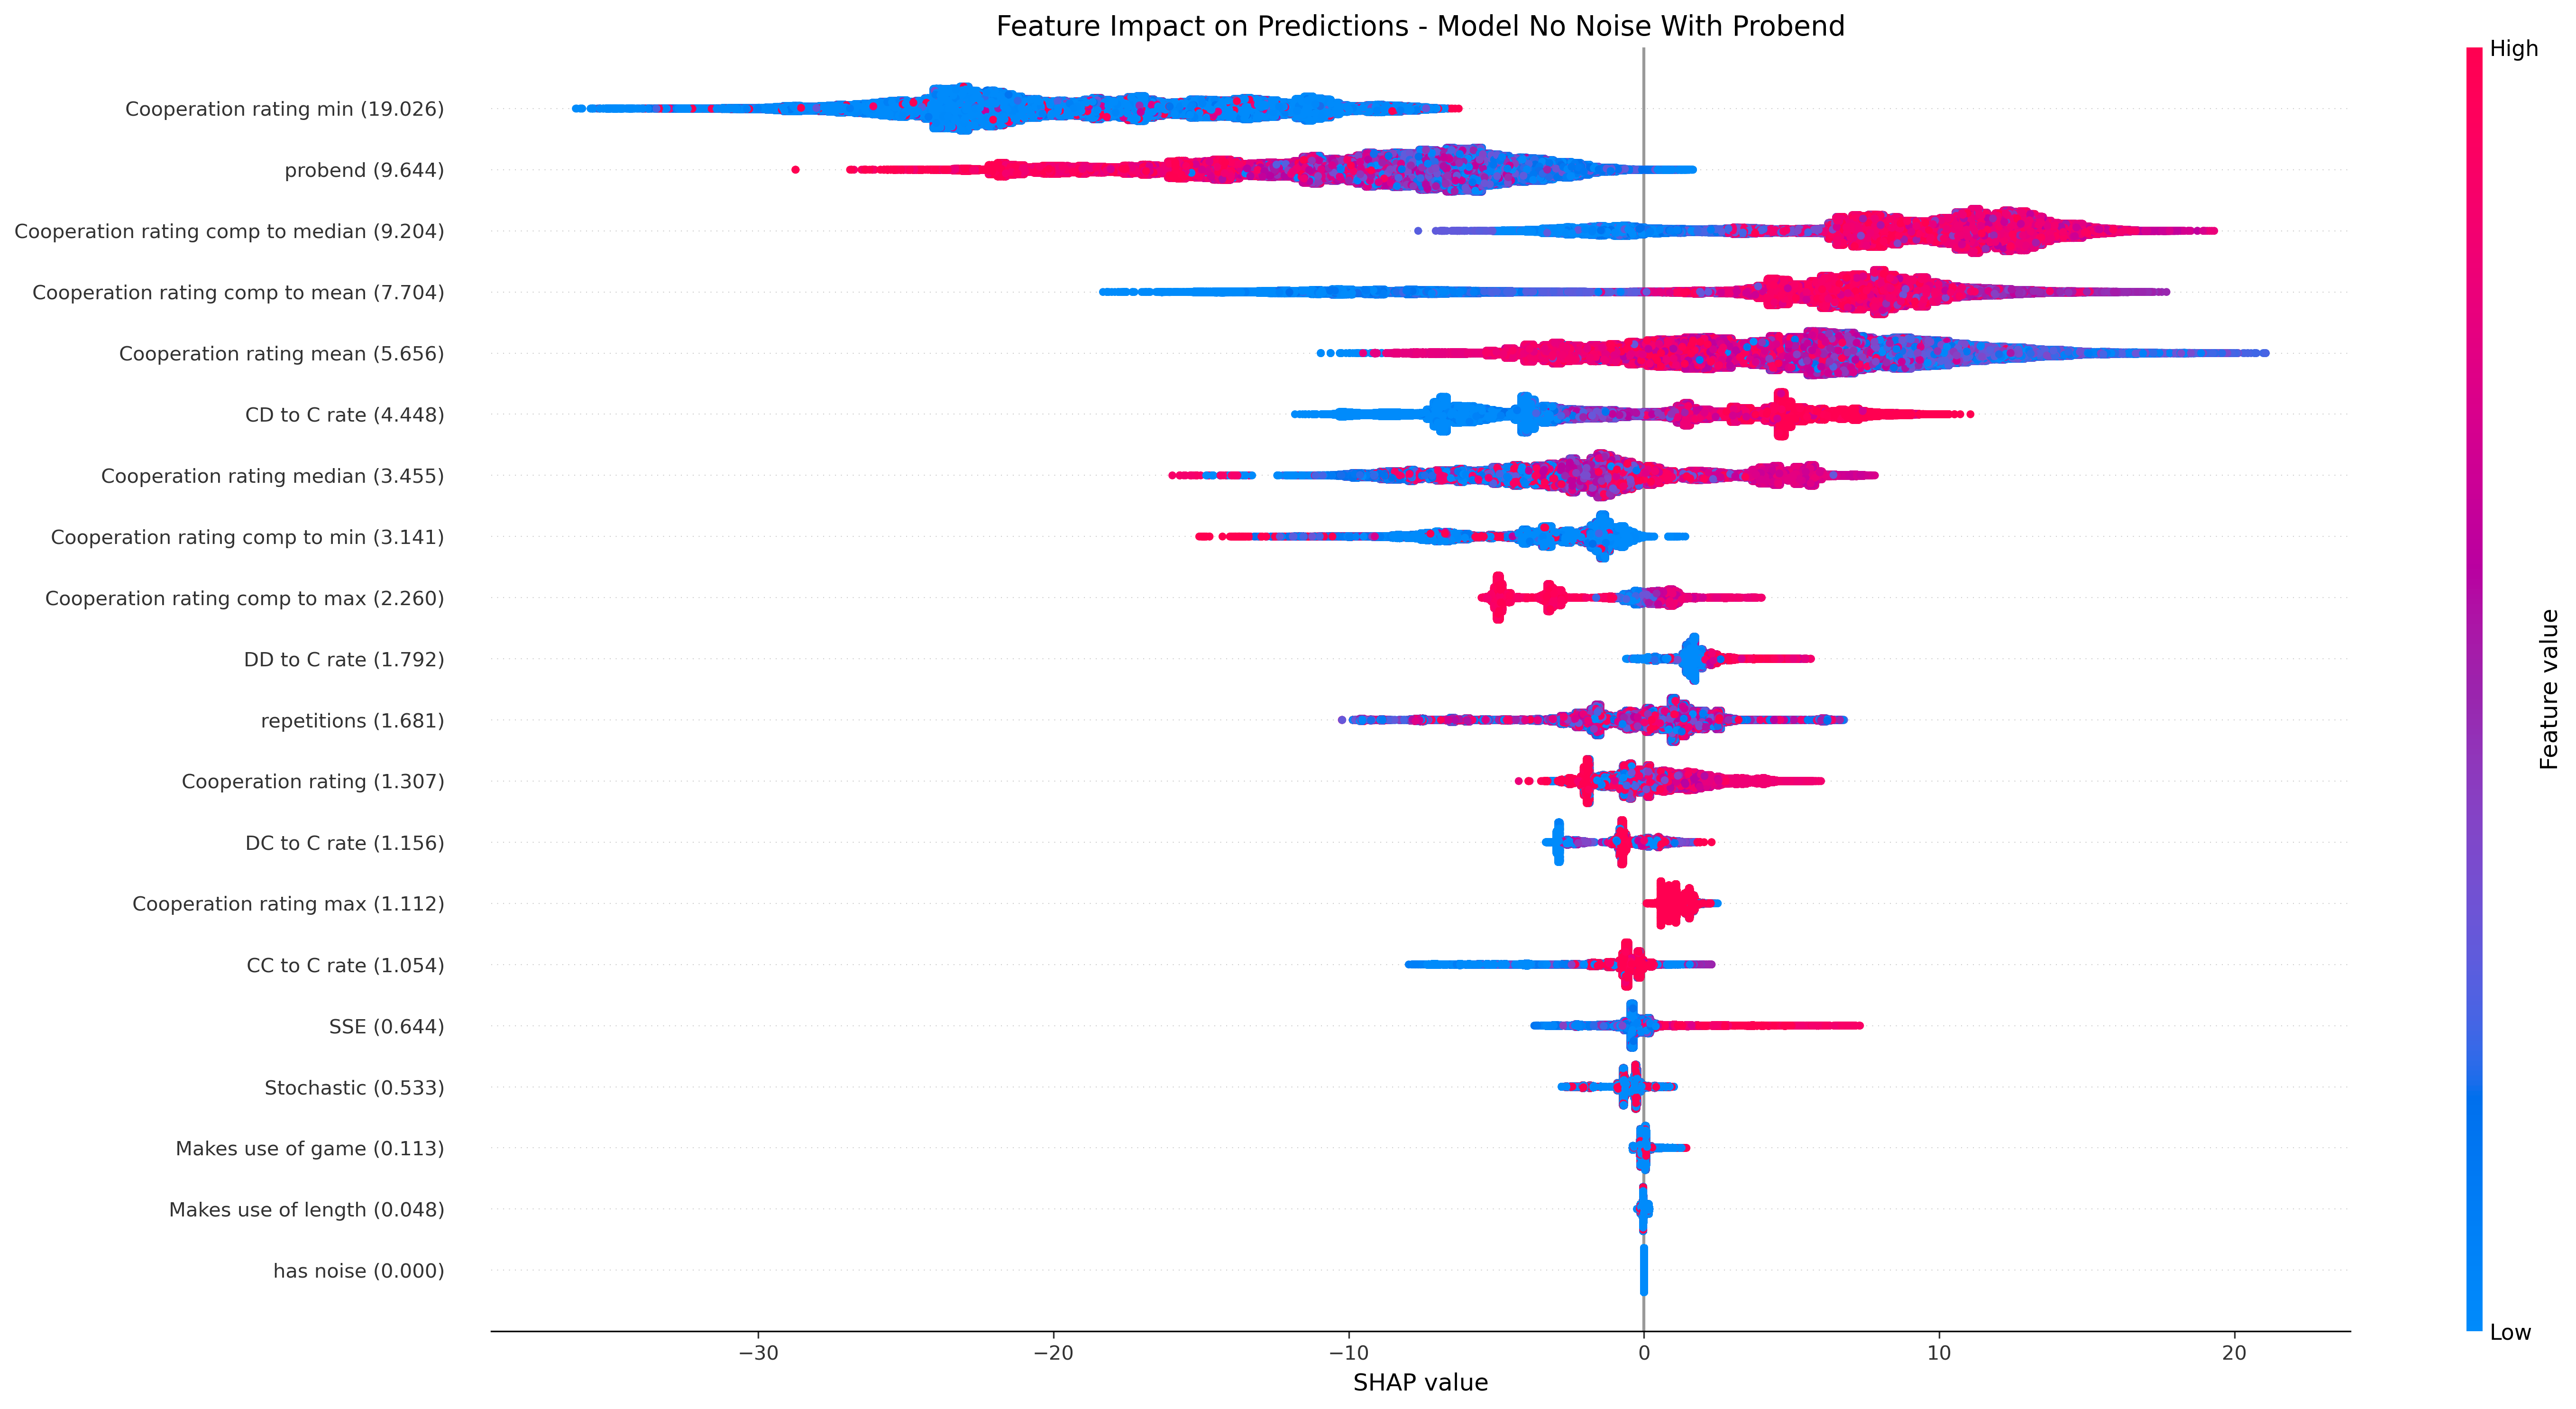 Feature Impact on Predictions - Model No Noise With Probend
High
Cooperation rating min (19.026)
probend (9.644)
Cooperation rating comp to median (9.204)
Cooperation rating comp to mean (7.704)
Cooperation rating mean (5.656)
CD to C rate (4.448)
Cooperation rating median (3.455)
Cooperation rating comp to min (3.141)
Cooperation rating comp to max (2.260)
DD to C rate (1.792)
repetitions (1.681)
Cooperation rating (1.307)
DC to C rate (1.156)
Cooperation rating max (1.112)
CC to C rate (1.054)
SSE (0.644)
Stochastic (0.533)
Makes use of game (0.113)
Makes use of length (0.048)
has noise (0.000)
Feature value
Low
−30 −20 −10 0 10 20
SHAP value